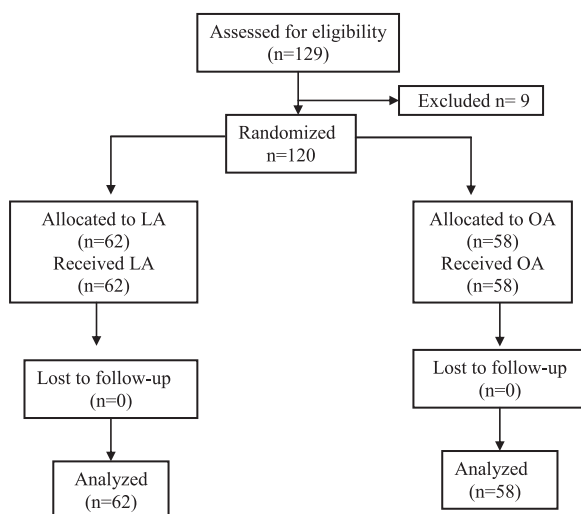 Assessed for eligibility
(n=129)
Excluded n= 9
Randomized
n=120
Allocated to LA
(n=62)
Received LA
(n=62)
Allocated to OA
(n=58)
Received OA
(n=58)
Lost to follow-up
(n=0)
Lost to follow-up
(n=0)
Analyzed
(n=62)
Analyzed
(n=58)